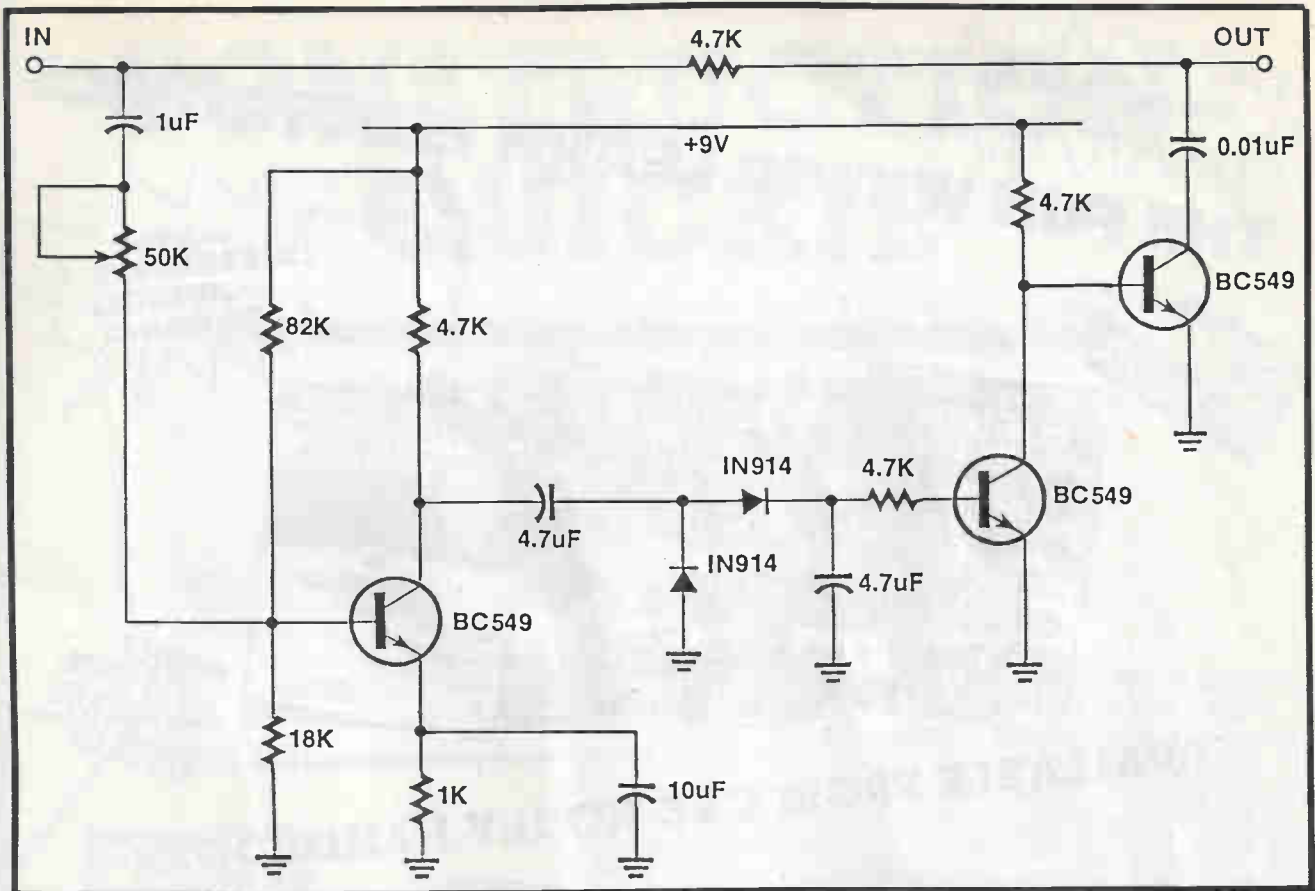 IN
4.7K
OUT
1uF
+9V
0.01uF
4.7K
50K
BC549
82K
4.7K
IN914
4.7K
BC549
4.7uF
IN914
4.7uF
BC549
18K
1K
10uF